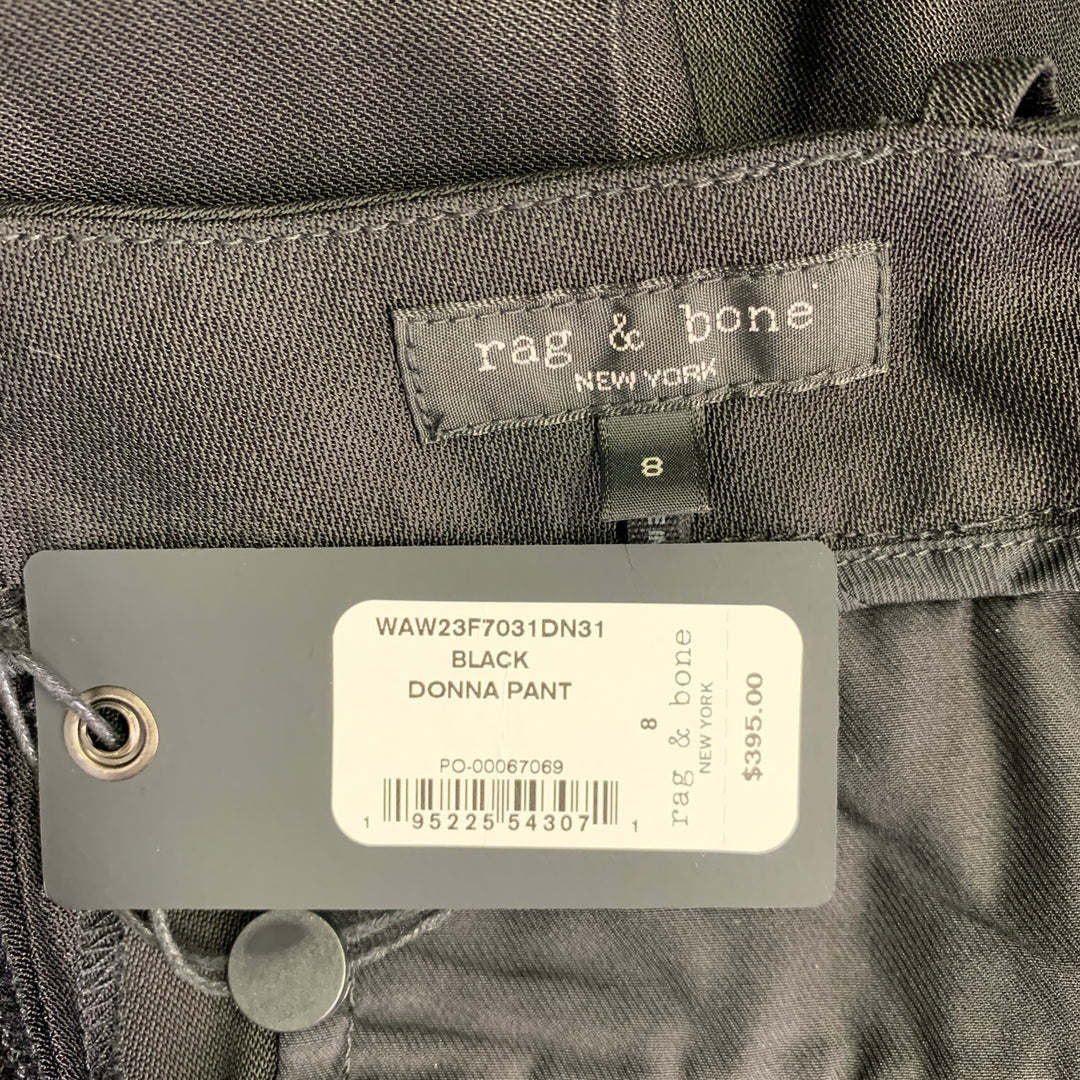 rag & bone
NEW YORK
8
WAW23F7031DN31
BLACK
DONNA PANT
PO-00067069
1 95225 54307 1
8
rag & bone
NEW YORK
$395.00